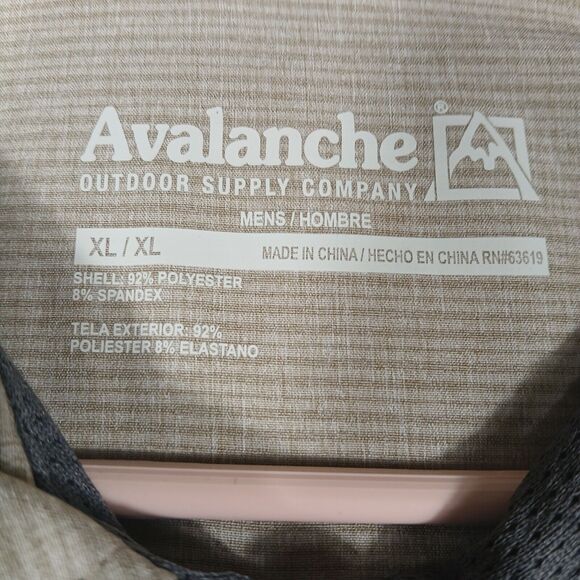 Avalanche ®
OUTDOOR SUPPLY COMPANY
MENS / HOMBRE
XL / XL MADE IN CHINA / HECHO EN CHINA RN#63619
SHELL: 92% POLYESTER
8% SPANDEX
TELA EXTERIOR: 92%
POLIESTER 8% ELASTANO